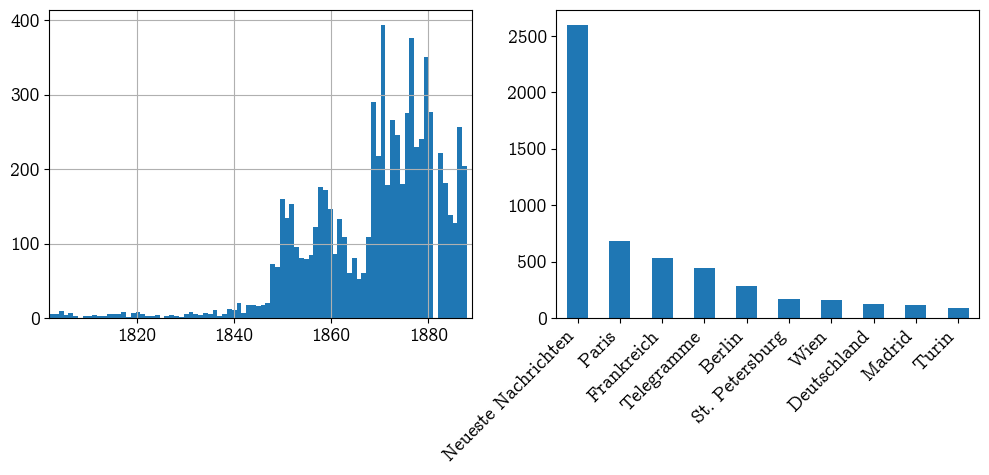 400
300
200
100
0
1820 1840 1860 1880
2500
2000
1500
1000
500
0
Neueste Nachrichten
Paris
Frankreich
Telegramme
Berlin
St. Petersburg
Wien
Deutschland
Madrid
Turin